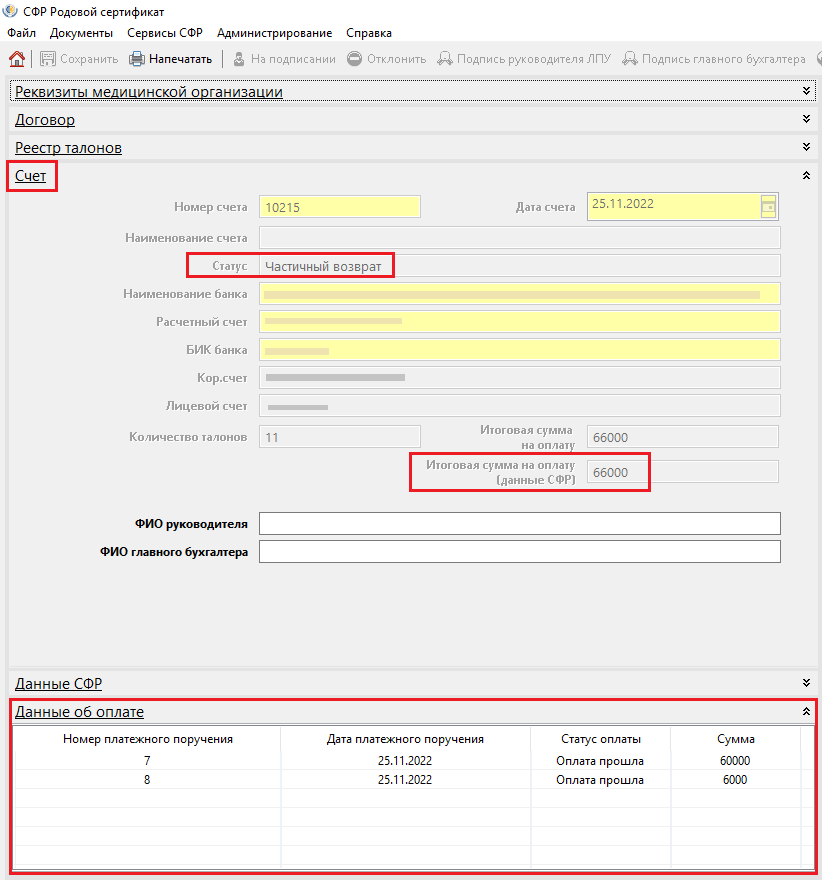 СФР Родовой сертификат
Файл Документы Сервисы СФР Администрирование Справка
Сохранить Напечатать На подписании Отклонить Подпись руководителя ЛПУ Подпись главного бухгалтера
Реквизиты медицинской организации
Договор
Реестр талонов
Счет
Номер счета 10215 Дата счета 25.11.2022
Наименование счета
Статус Частичный возврат
Наименование банка
Расчетный счет
БИК банка
Кор.счет
Лицевой счет
Количество талонов 11 Итоговая сумма на оплату 66000
Итоговая сумма на оплату (данные СФР) 66000
ФИО руководителя
ФИО главного бухгалтера
Данные СФР
Данные об оплате
Номер платежного поручения Дата платежного поручения Статус оплаты Сумма
7 25.11.2022 Оплата прошла 60000
8 25.11.2022 Оплата прошла 6000